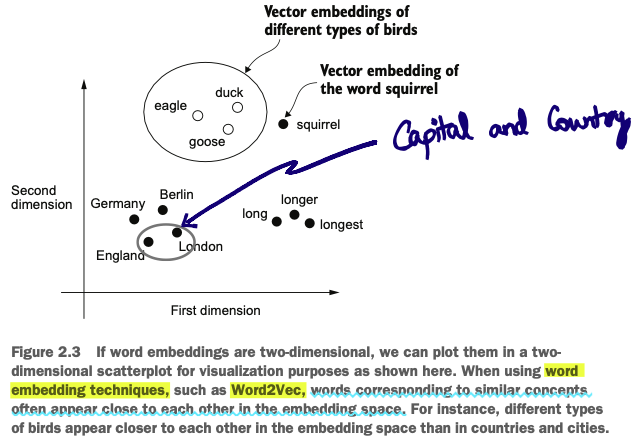 Vector embeddings of
different types of birds
Vector embedding of
the word squirrel
duck
eagle
goose
squirrel
Capital and Country
Second
dimension
Germany
Berlin
England
London
long
longer
longest
First dimension
Figure 2.3 If word embeddings are two-dimensional, we can plot them in a two-
dimensional scatterplot for visualization purposes as shown here. When using word
embedding techniques, such as Word2Vec, words corresponding to similar concepts
often appear close to each other in the embedding space. For instance, different types
of birds appear closer to each other in the embedding space than in countries and cities.